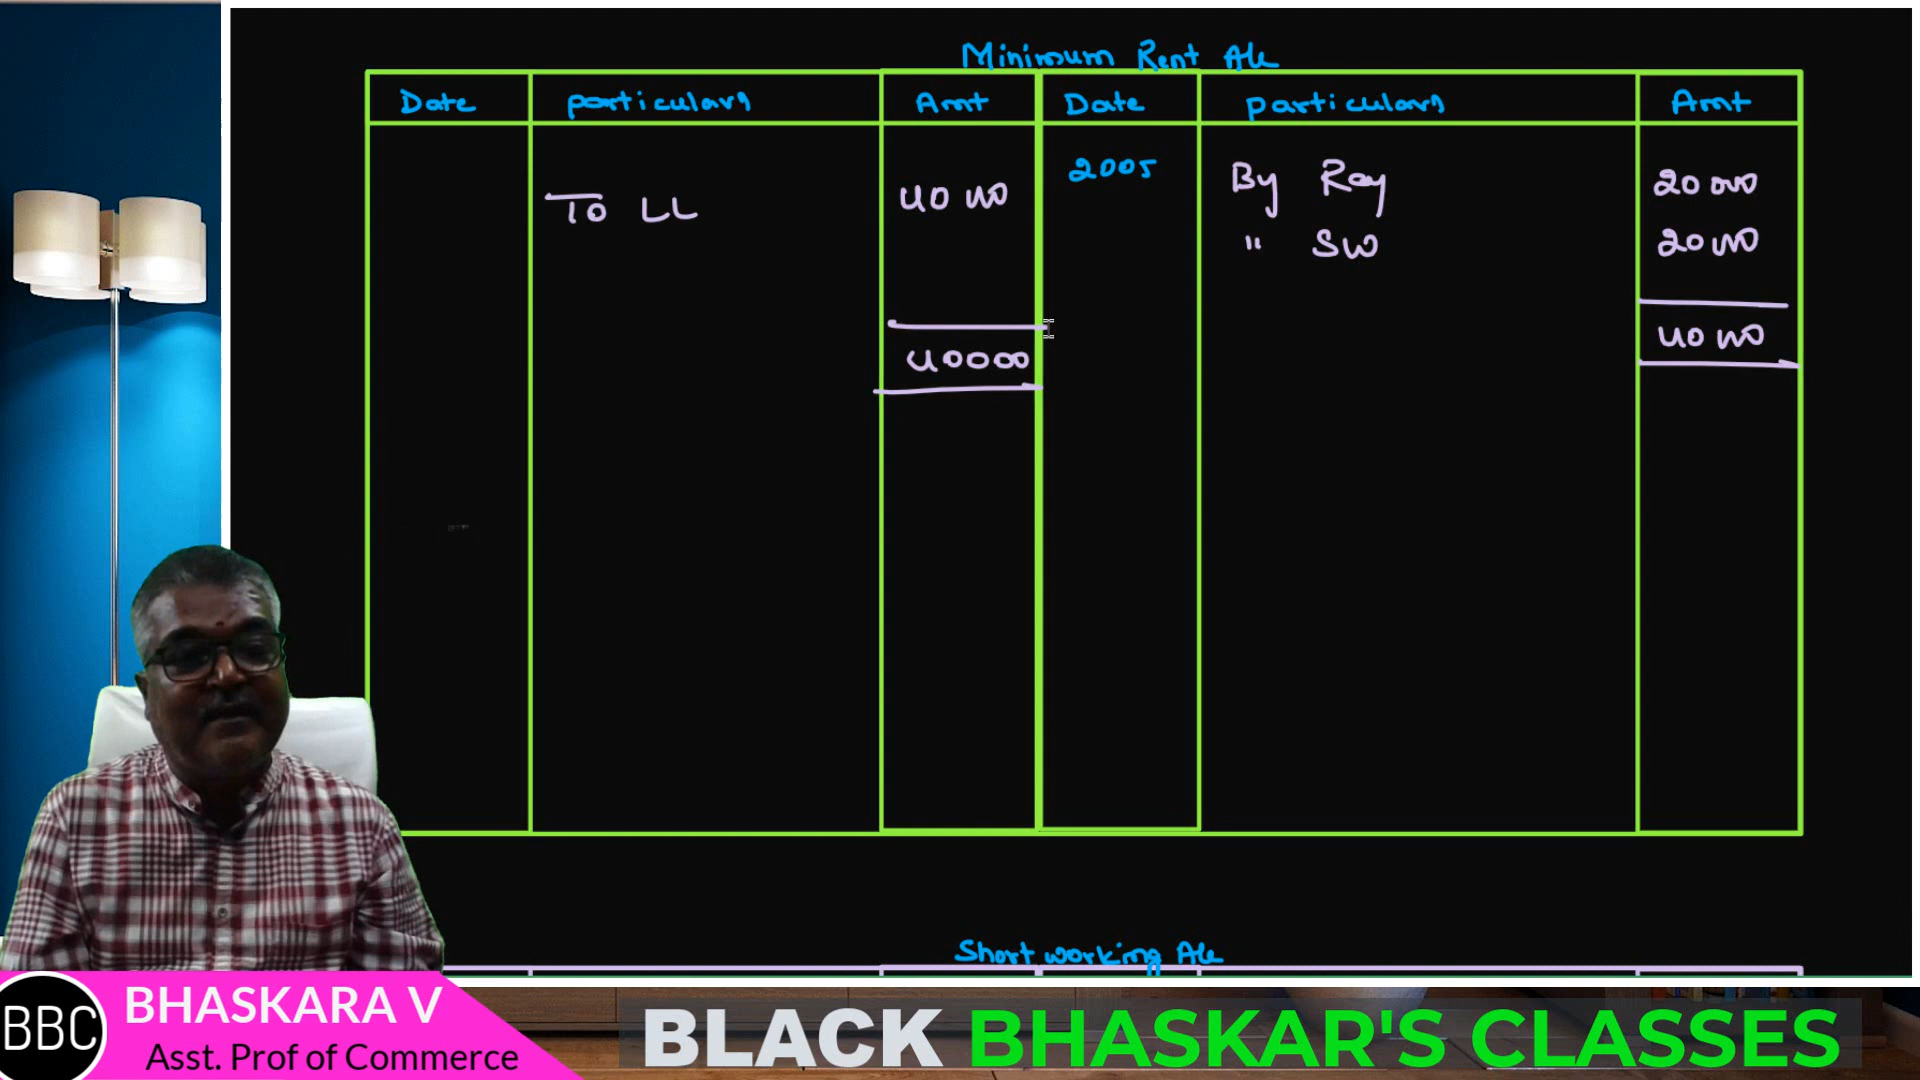 Minimum Rent A/c
Date particulars Amt Date particulars Amt
2005 By Roy 20000
To LL 40000
" SW 20000
40000
40000
Short working A/c
BBC
BHASKARA V
Asst. Prof of Commerce
BLACK BHASKAR'S CLASSES